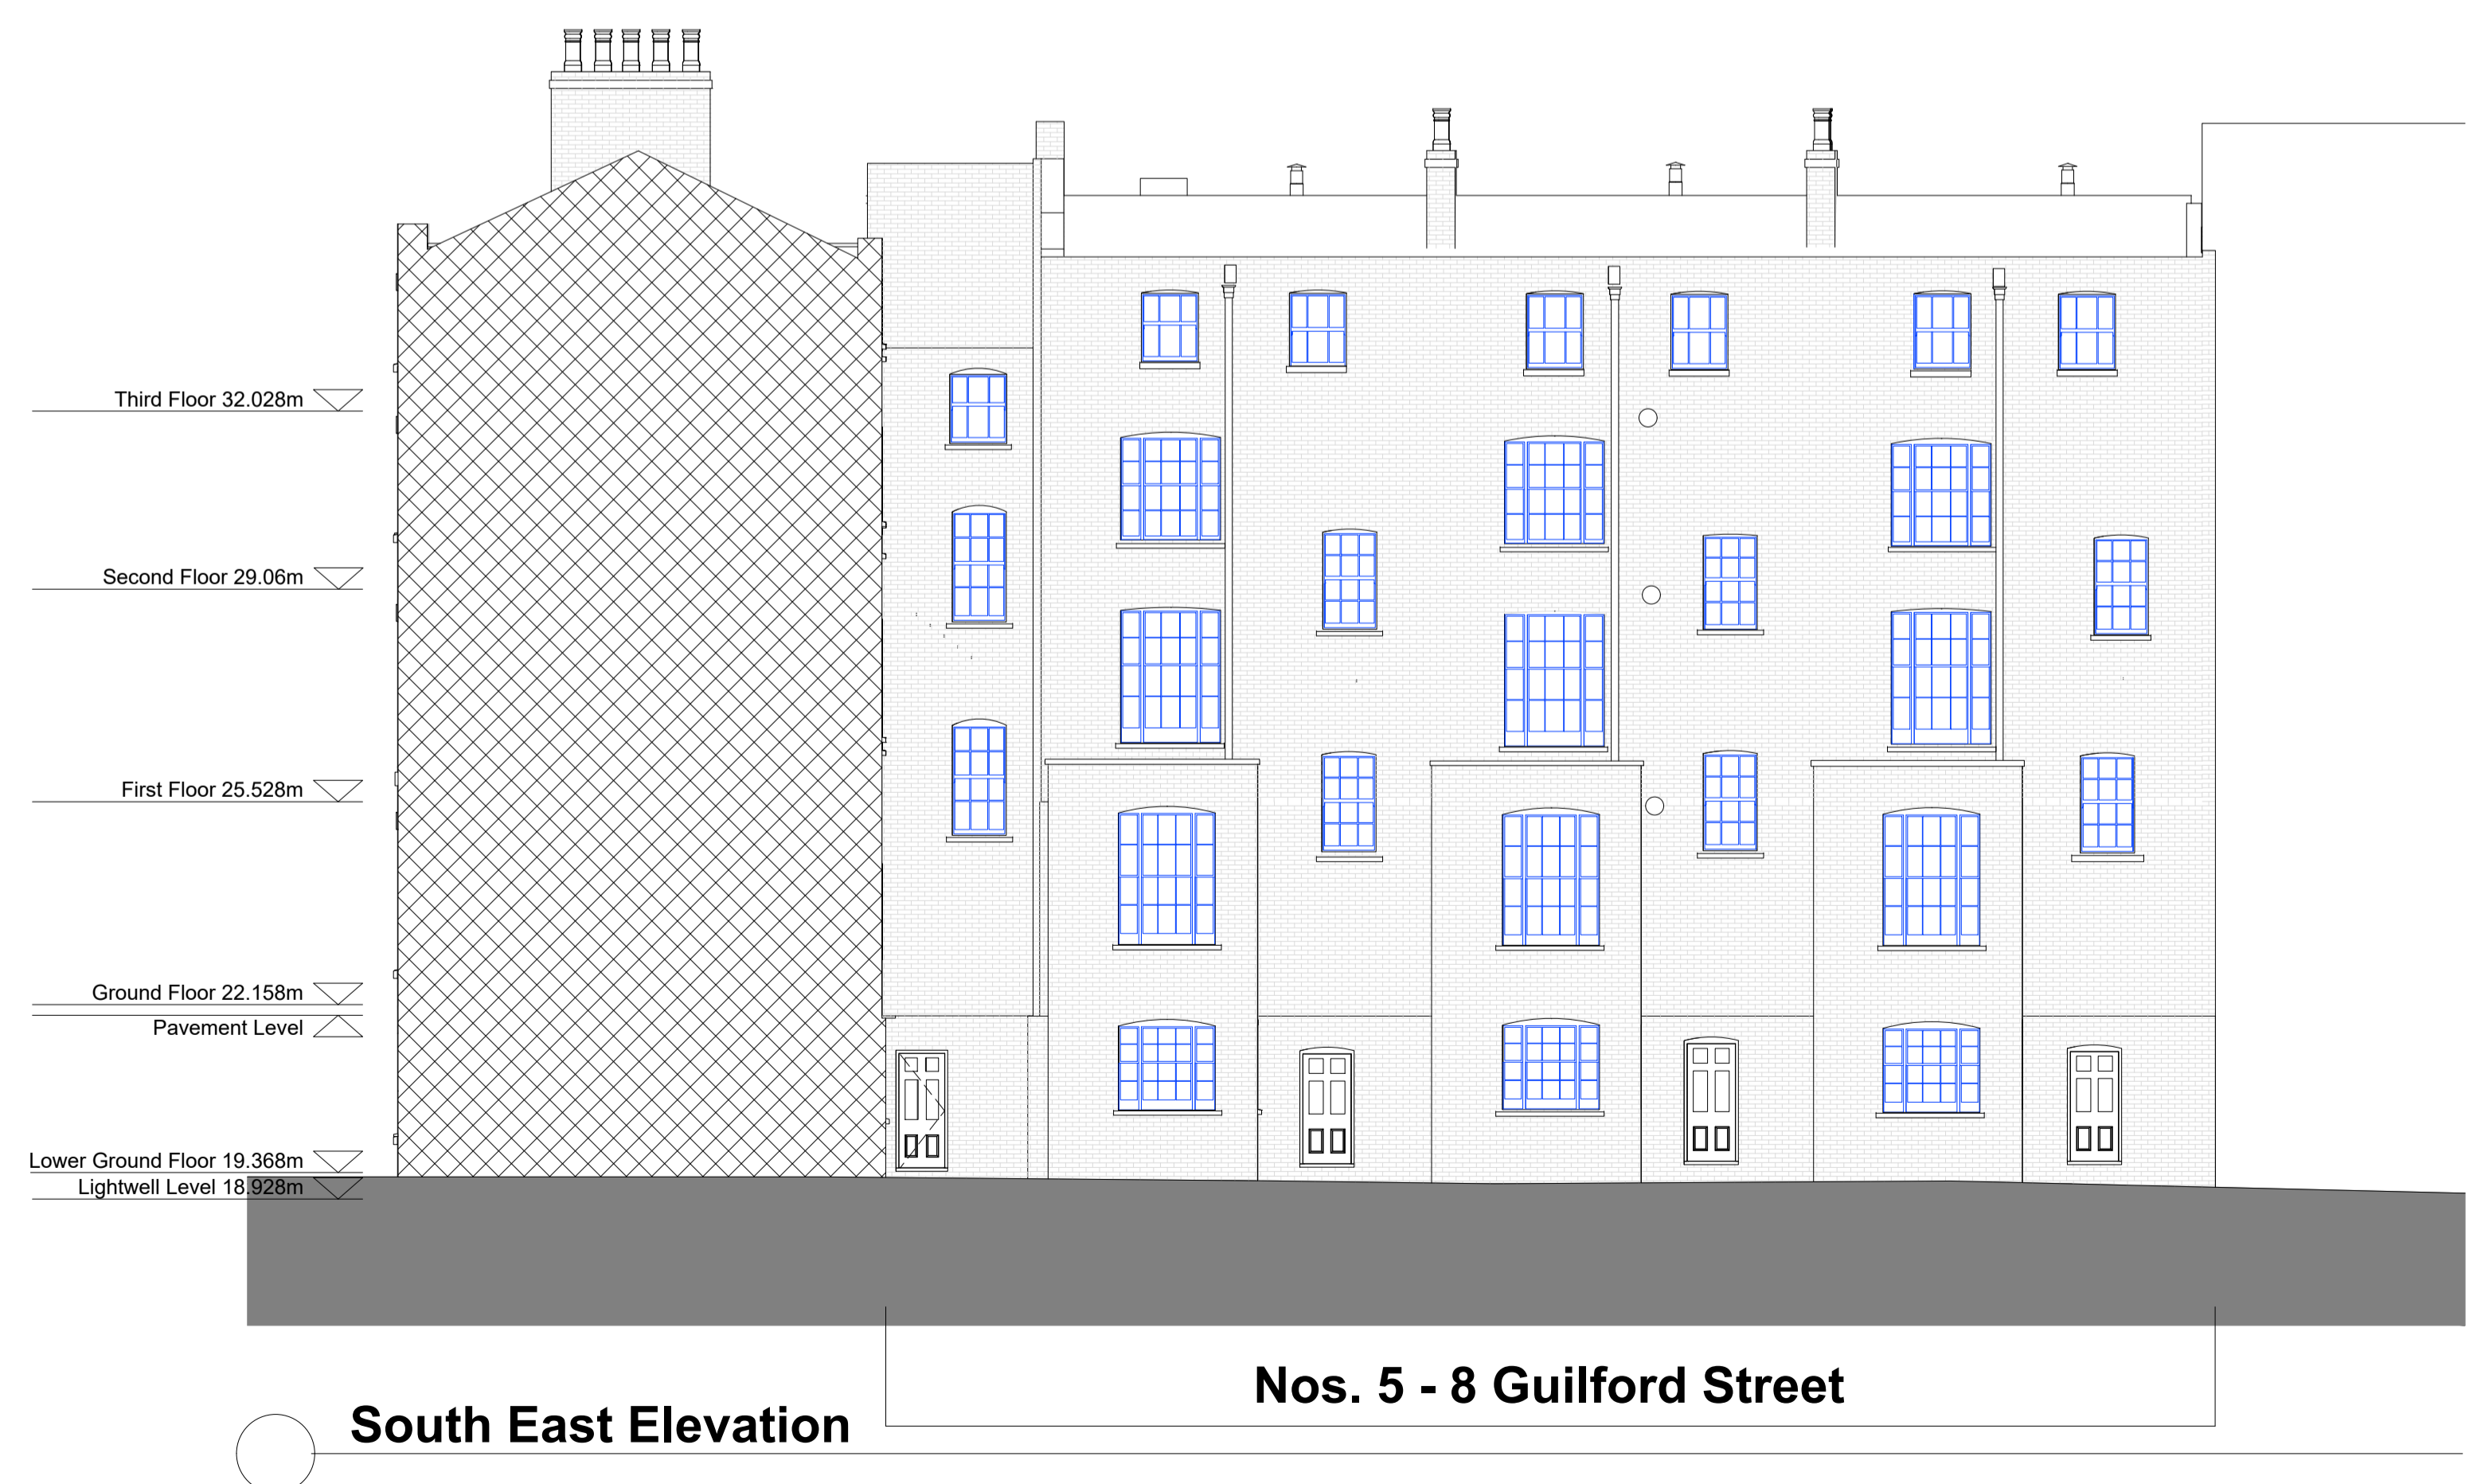 Third Floor 32.028m
Second Floor 29.06m
First Floor 25.528m
Ground Floor 22.158m
Pavement Level
Lower Ground Floor 19.368m
Lightwell Level 18.928m
Nos. 5 - 8 Guilford Street
South East Elevation